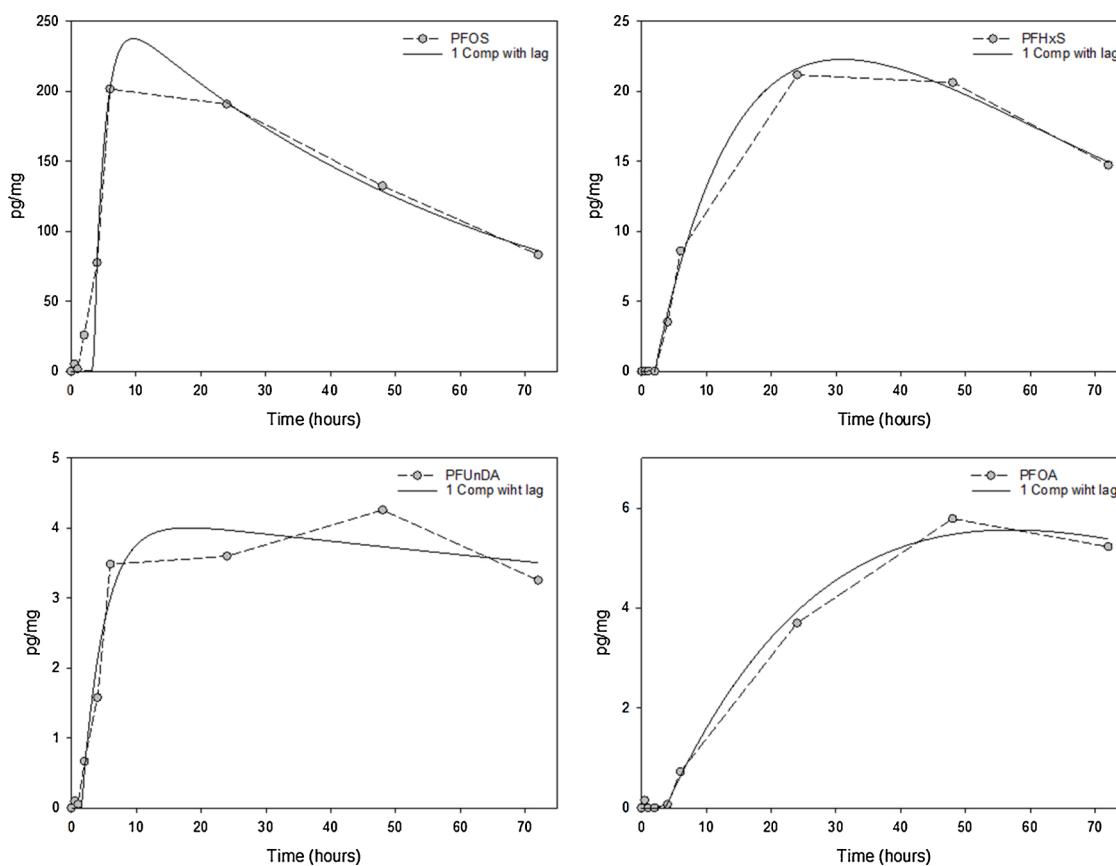 250
200
150
100
50
0
pg/mg
PFOS
1 Comp with lag
0 10 20 30 40 50 60 70
Time (hours)
25
20
15
10
5
0
pg/mg
PFHxS
1 Comp with lag
0 10 20 30 40 50 60 70
Time (hours)
5
4
3
2
1
0
pg/mg
PFUnDA
1 Comp wiht lag
0 10 20 30 40 50 60 70
Time (hours)
6
4
2
0
pg/mg
PFOA
1 Comp wiht lag
0 10 20 30 40 50 60 70
Time (hours)